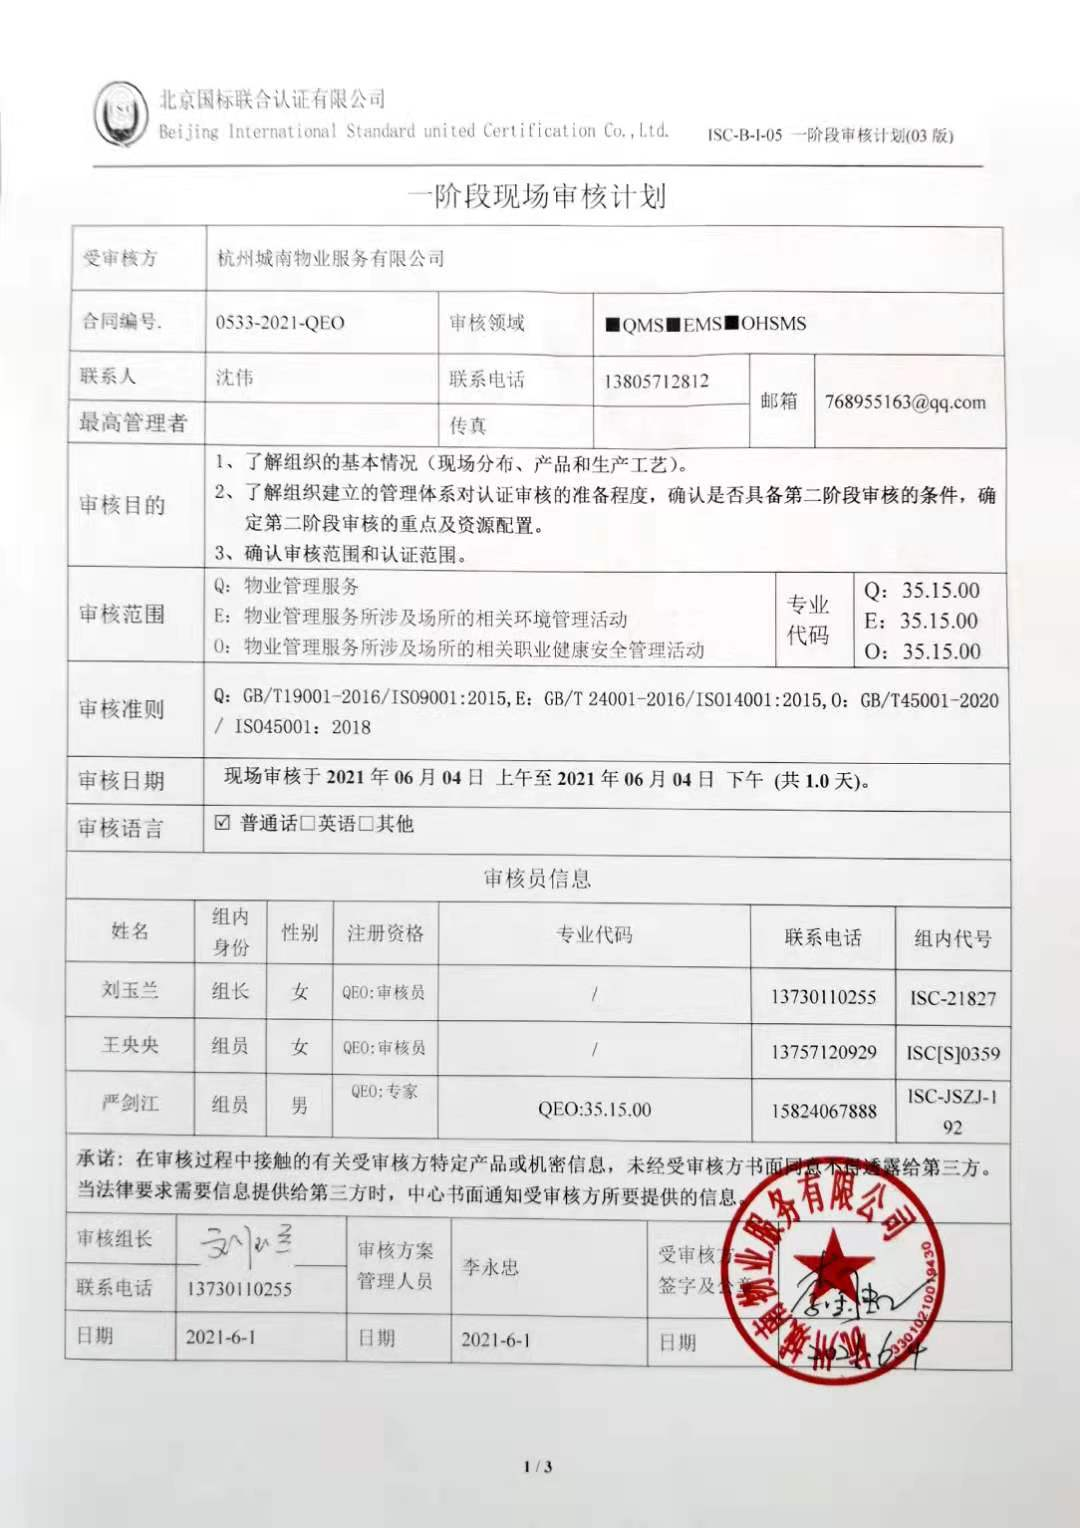 北京国标联合认证有限公司
Beijing International Standard united Certification Co.,Ltd.
ISC-B-I-05 一阶段审核计划(03 版)
一阶段现场审核计划
受审核方 杭州城南物业服务有限公司
合同编号. 0533-2021-QEO 审核领域 ■QMS■EMS■OHSMS
联系人 沈伟 联系电话 13805712812 邮箱 768955163@qq.com
最高管理者 传真
审核目的
1、了解组织的基本情况（现场分布、产品和生产工艺）。
2、了解组织建立的管理体系对认证审核的准备程度，确认是否具备第二阶段审核的条件，确
定第二阶段审核的重点及资源配置。
3、确认审核范围和认证范围。
审核范围
Q：物业管理服务
E：物业管理服务所涉及场所的相关环境管理活动
O：物业管理服务所涉及场所的相关职业健康安全管理活动
专业
代码
Q：35.15.00
E：35.15.00
O：35.15.00
审核准则
Q：GB/T19001-2016/ISO9001:2015,E：GB/T 24001-2016/ISO14001:2015,O：GB/T45001-2020
/ ISO45001：2018
审核日期 现场审核于 2021 年 06 月 04 日 上午至 2021 年 06 月 04 日 下午 (共 1.0 天)。
审核语言 ☑ 普通话□英语□其他
审核员信息
姓名 组内
身份 性别 注册资格 专业代码 联系电话 组内代号
刘玉兰 组长 女 QEO:审核员 / 13730110255 ISC-21827
王央央 组员 女 QEO:审核员 / 13757120929 ISC[S]0359
严剑江 组员 男 QEO:专家 QEO:35.15.00 15824067888 ISC-JSZJ-1
92
承诺：在审核过程中接触的有关受审核方特定产品或机密信息，未经受审核方书面同意不得透露给第三方。
当法律要求需要信息提供给第三方时，中心书面通知受审核方所要提供的信息。
审核组长 刘玉兰
联系电话 13730110255
审核方案
管理人员 李永忠
受审核方
签字及公章
日期 2021-6-1 日期 2021-6-1 日期 2021.6.4
杭州城南物业服务有限公司
1 / 3